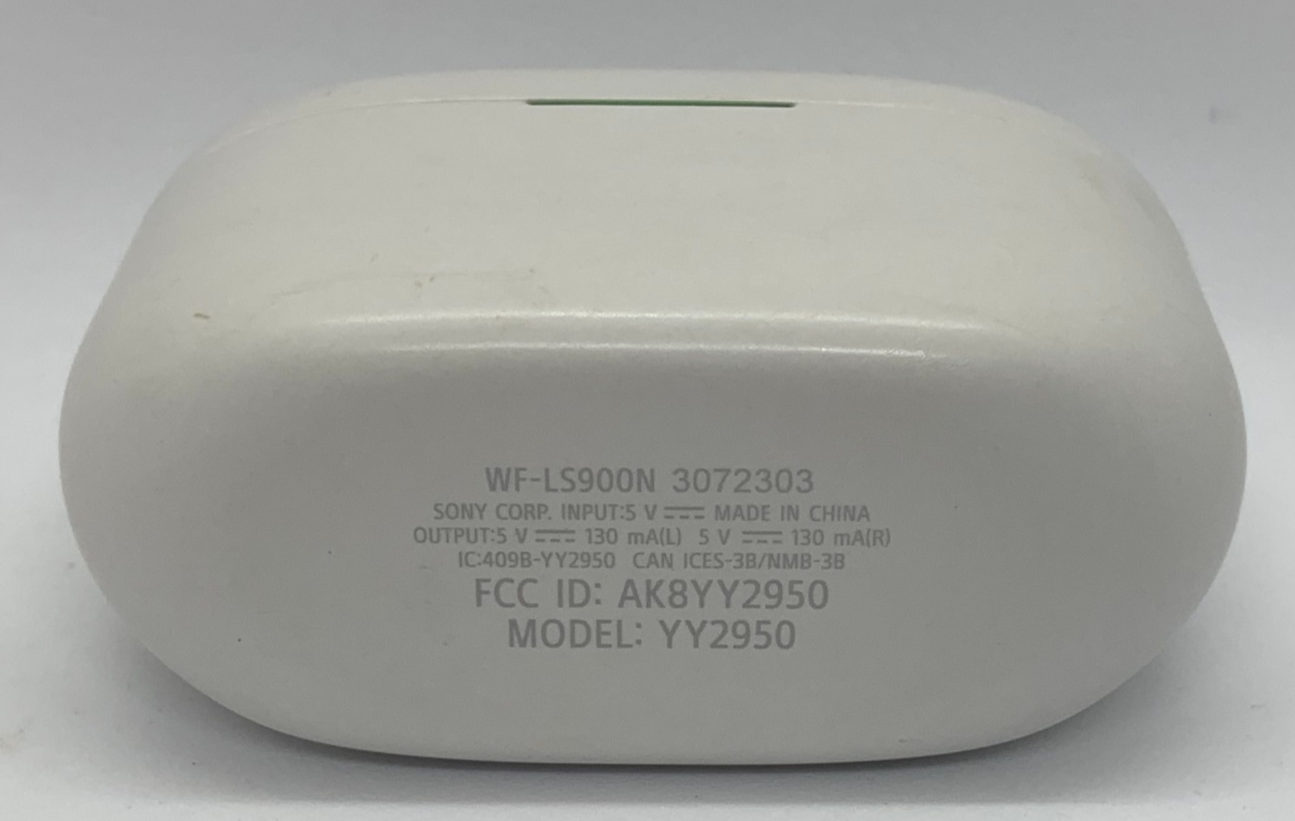 WF-LS900N 3072303
SONY CORP. INPUT:5 V ⎓ MADE IN CHINA
OUTPUT:5 V ⎓ 130 mA(L) 5 V ⎓ 130 mA(R)
IC:409B-YY2950 CAN ICES-3B/NMB-3B
FCC ID: AK8YY2950
MODEL: YY2950